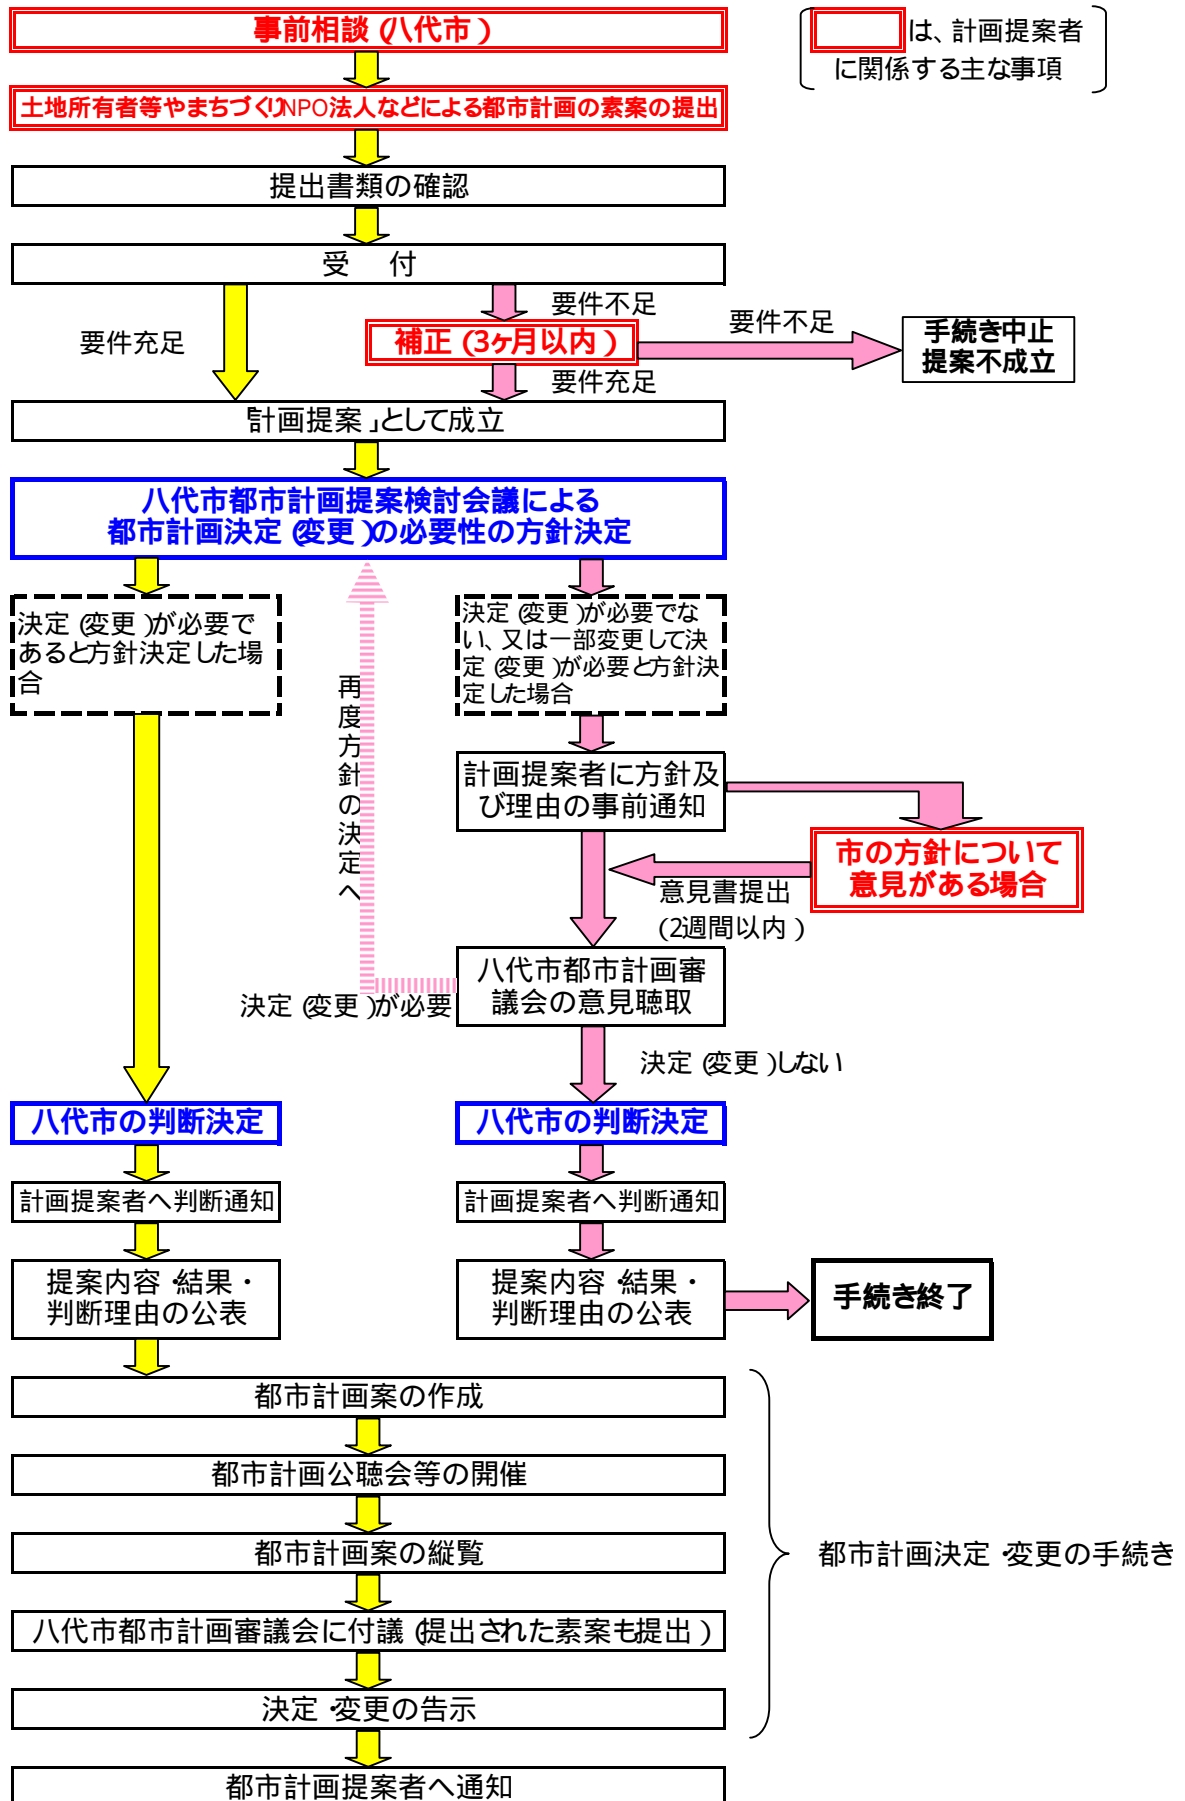 事前相談（八代市）
は、計画提案者
に関係する主な事項
土地所有者等やまちづくりNPO法人などによる都市計画の素案の提出
提出書類の確認
受　付
要件充足
要件不足
補正（3ヶ月以内）
要件不足
手続き中止
提案不成立
要件充足
「計画提案」として成立
八代市都市計画提案検討会議による
都市計画決定（変更）の必要性の方針決定
決定（変更）が必要で
あると方針決定した場
合
再度方針の決定へ
決定（変更）が必要でな
い、又は一部変更して決
定（変更）が必要と方針決
定した場合
計画提案者に方針及
び理由の事前通知
市の方針について
意見がある場合
意見書提出
（2週間以内）
八代市都市計画審
議会の意見聴取
決定（変更）が必要
決定（変更）しない
八代市の判断決定
八代市の判断決定
計画提案者へ判断通知
計画提案者へ判断通知
提案内容・結果・
判断理由の公表
提案内容・結果・
判断理由の公表
手続き終了
都市計画案の作成
都市計画公聴会等の開催
都市計画案の縦覧
都市計画決定・変更の手続き
八代市都市計画審議会に付議（提出された素案も提出）
決定・変更の告示
都市計画提案者へ通知